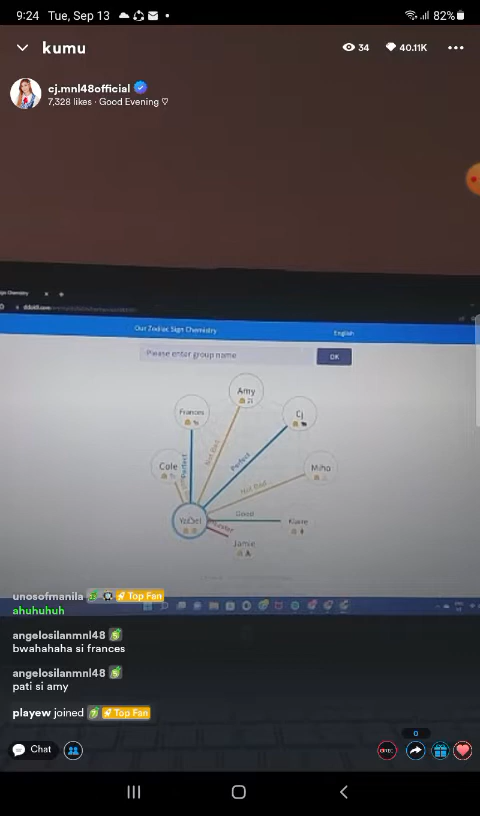 9:24 Tue, Sep 13
82%
kumu
34
40.11K
cj.mnl48official
7,328 likes · Good Evening ♡
Our Zodiac Sign Chemistry
English
Please enter group name
OK
Amy
Frances
Cj
Perfect
Not Bad
Perfect
Cole
Miho
Not Bad
Good
Jamie
unosofmanila Top Fan
ahuhuhuh
angelosilanmnl48
bwahahaha si frances
angelosilanmnl48
pati si amy
playew joined Top Fan
0
Chat